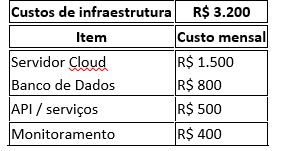 Custos de infraestrutura R$ 3.200
Item Custo mensal
Servidor Cloud R$ 1.500
Banco de Dados R$ 800
API / serviços R$ 500
Monitoramento R$ 400